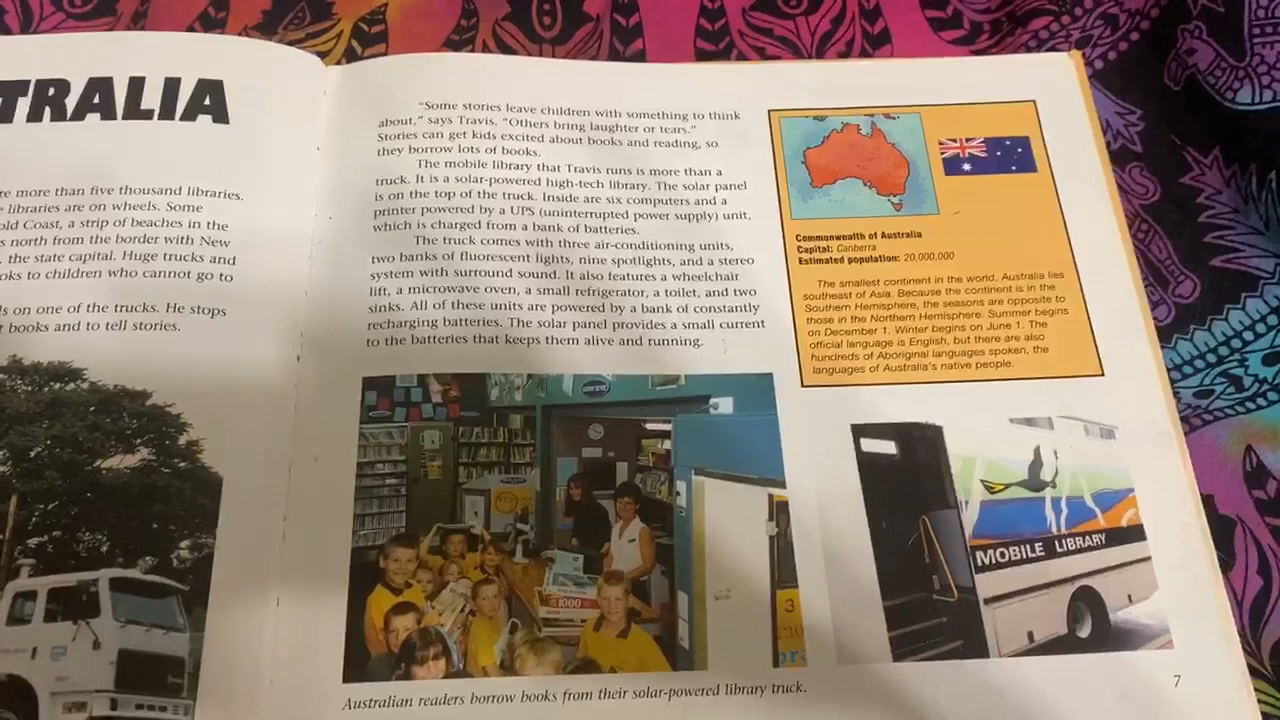 TRALIA
re more than five thousand libraries.
libraries are on wheels. Some
old Coast, a strip of beaches in the
s north from the border with New
, the state capital. Huge trucks and
oks to children who cannot go to
ls on one of the trucks. He stops
books and to tell stories.
"Some stories leave children with something to think
about," says Travis. "Others bring laughter or tears."
Stories can get kids excited about books and reading, so
they borrow lots of books.
The mobile library that Travis runs is more than a
truck. It is a solar-powered high-tech library. The solar panel
is on the top of the truck. Inside are six computers and a
printer powered by a UPS (uninterrupted power supply) unit,
which is charged from a bank of batteries.
The truck comes with three air-conditioning units,
two banks of fluorescent lights, nine spotlights, and a stereo
system with surround sound. It also features a wheelchair
lift, a microwave oven, a small refrigerator, a toilet, and two
sinks. All of these units are powered by a bank of constantly
recharging batteries. The solar panel provides a small current
to the batteries that keeps them alive and running.
Commonwealth of Australia
Capital: Canberra
Estimated population: 20,000,000
The smallest continent in the world, Australia lies
southeast of Asia. Because the continent is in the
Southern Hemisphere, the seasons are opposite to
those in the Northern Hemisphere. Summer begins
on December 1. Winter begins on June 1. The
official language is English, but there are also
hundreds of Aboriginal languages spoken, the
languages of Australia's native people.
1000
3
MOBILE LIBRARY
Australian readers borrow books from their solar-powered library truck.
7